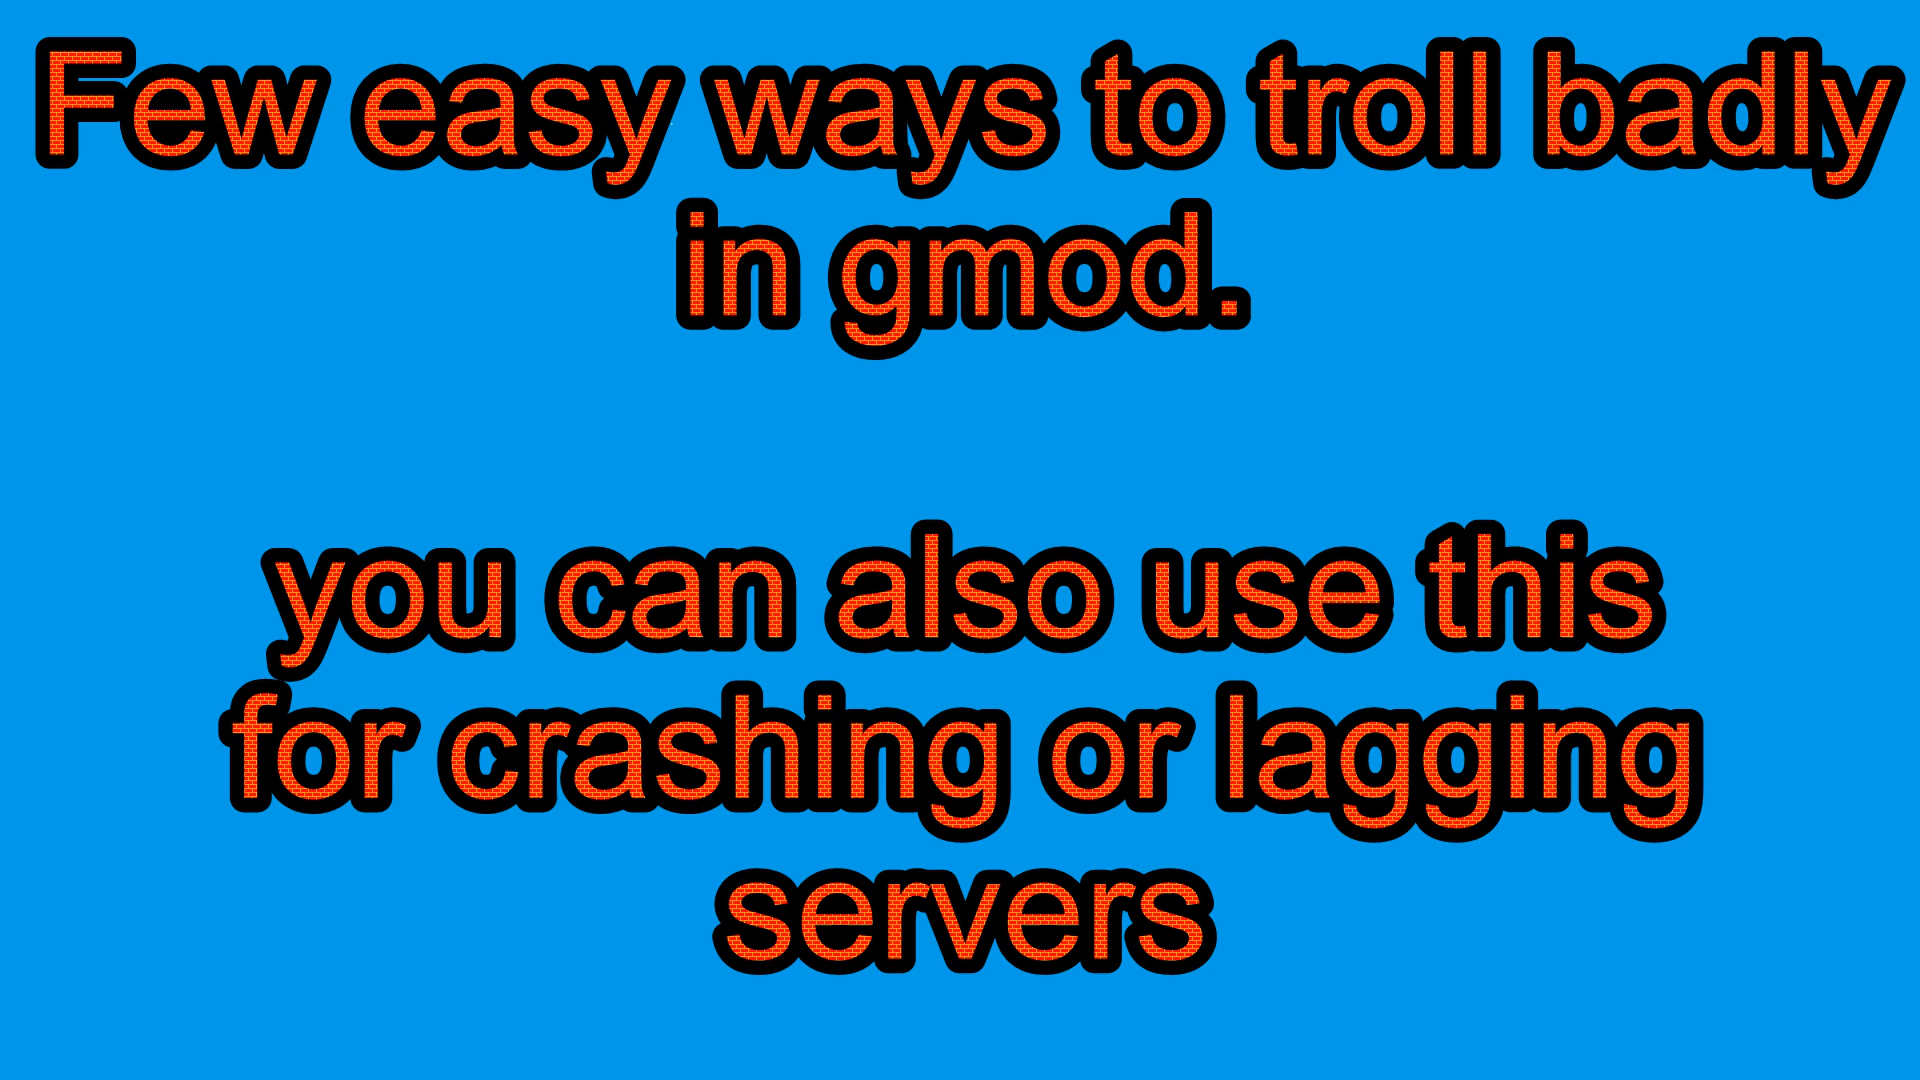 Few easy ways to troll badly
in gmod.
you can also use this
for crashing or lagging
servers